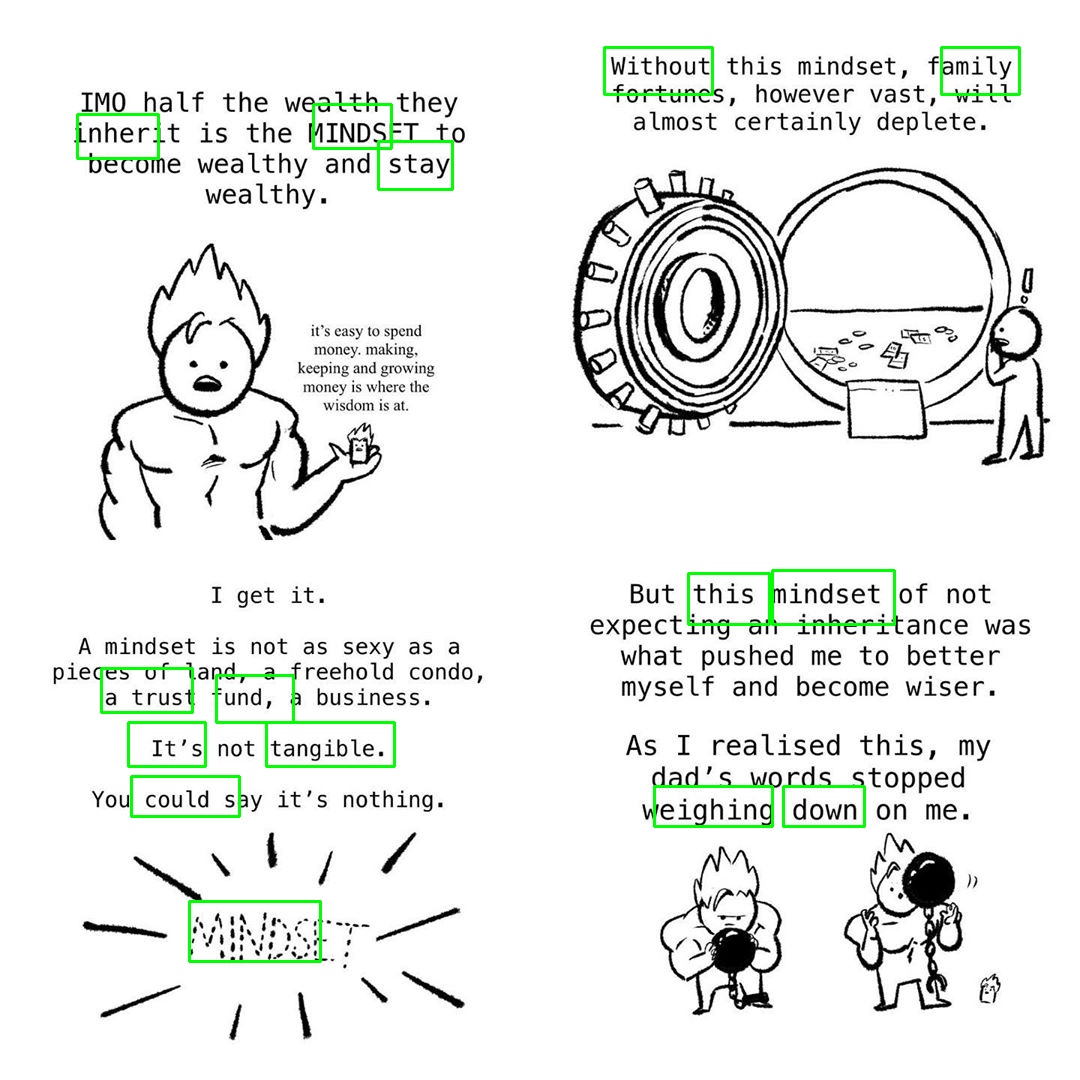 IMO half the wealth they
inherit is the MINDSET to
become wealthy and stay
wealthy.
it's easy to spend
money. making,
keeping and growing
money is where the
wisdom is at.
Without this mindset, family
fortunes, however vast, will
almost certainly deplete.
!
I get it.
A mindset is not as sexy as a
pieces of land, a freehold condo,
a trust fund, a business.
It's not tangible.
You could say it's nothing.
MINDSET
But this mindset of not
expecting an inheritance was
what pushed me to better
myself and become wiser.
As I realised this, my
dad's words stopped
weighing down on me.